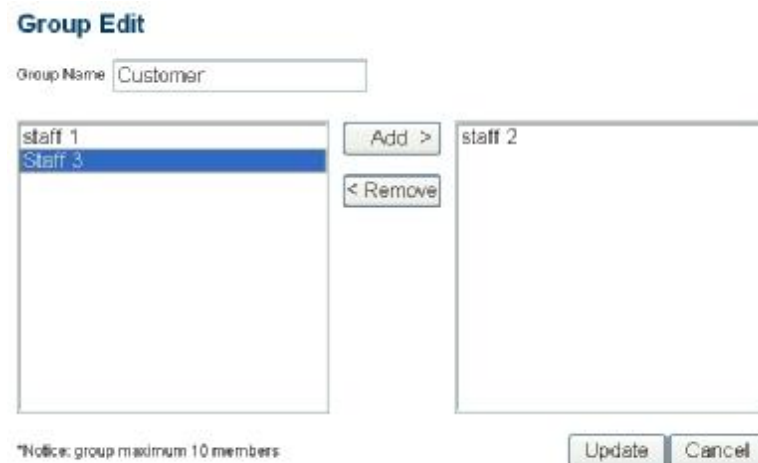 Group Edit
Group Name Customer
staff 1
Staff 3
Add >
< Remove
staff 2
*Notice: group maximum 10 members
Update
Cancel